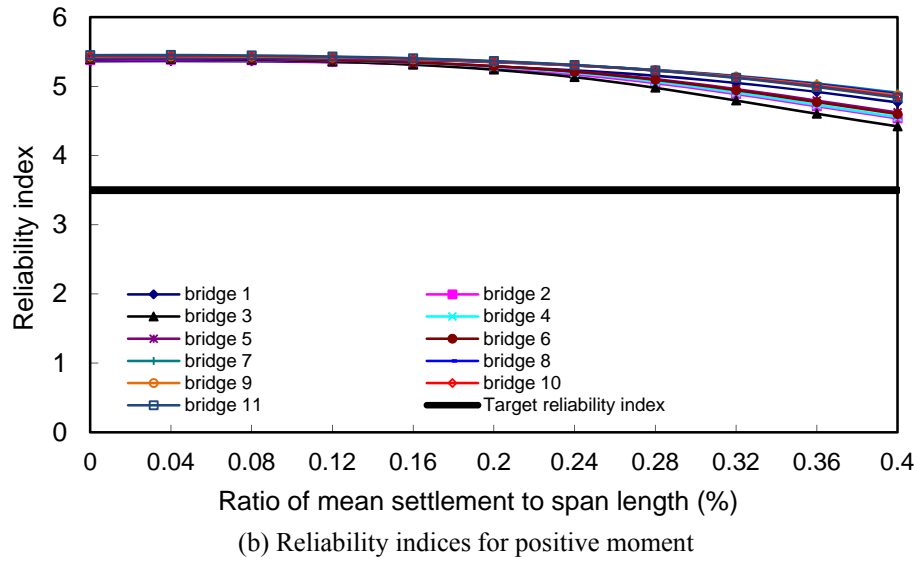 6
5
4
3
2
1
0
Reliability index
bridge 1 bridge 2
bridge 3 bridge 4
bridge 5 bridge 6
bridge 7 bridge 8
bridge 9 bridge 10
bridge 11 Target reliability index
0 0.04 0.08 0.12 0.16 0.2 0.24 0.28 0.32 0.36 0.4
Ratio of mean settlement to span length (%)
(b) Reliability indices for positive moment